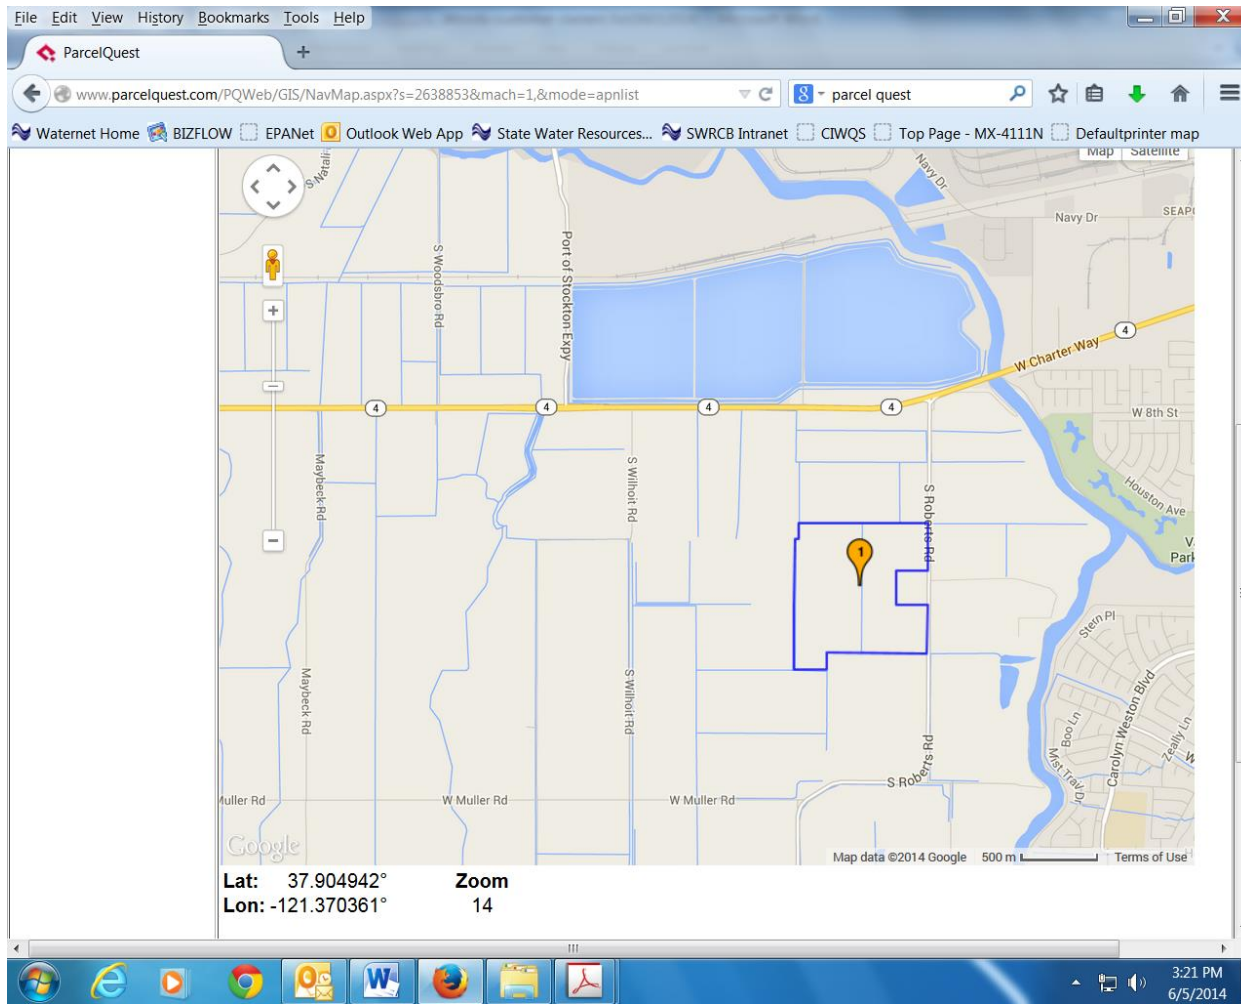 File Edit View History Bookmarks Tools Help
ParcelQuest
www.parcelquest.com/PQWeb/GIS/NavMap.aspx?s=2638853&mach=1,&mode=apnlist
parcel quest
Waternet Home BIZFLOW EPANet Outlook Web App State Water Resources... SWRCB Intranet CIWQS Top Page - MX-4111N Defaultprinter map
Map Satellite
S Natali
Navy Dr
Navy Dr
SEAP
S Woodsbro Rd
Port of Stockton Expy
W Charter Way
4
4
4
4
4
W 8th St
Maybeck Rd
S Wilhoit Rd
S Roberts Rd
Houston Ave
1
V
Park
Stern Pl
Maybeck Rd
S Wilhoit Rd
Boo Ln
Carolyn Weston Blvd
Zeally Ln
W
S Roberts Rd
Mist Trail Dr
Muller Rd
W Muller Rd
W Muller Rd
Google
Map data ©2014 Google 500 m Terms of Use
Lat: 37.904942° Zoom
Lon: -121.370361° 14
3:21 PM
6/5/2014